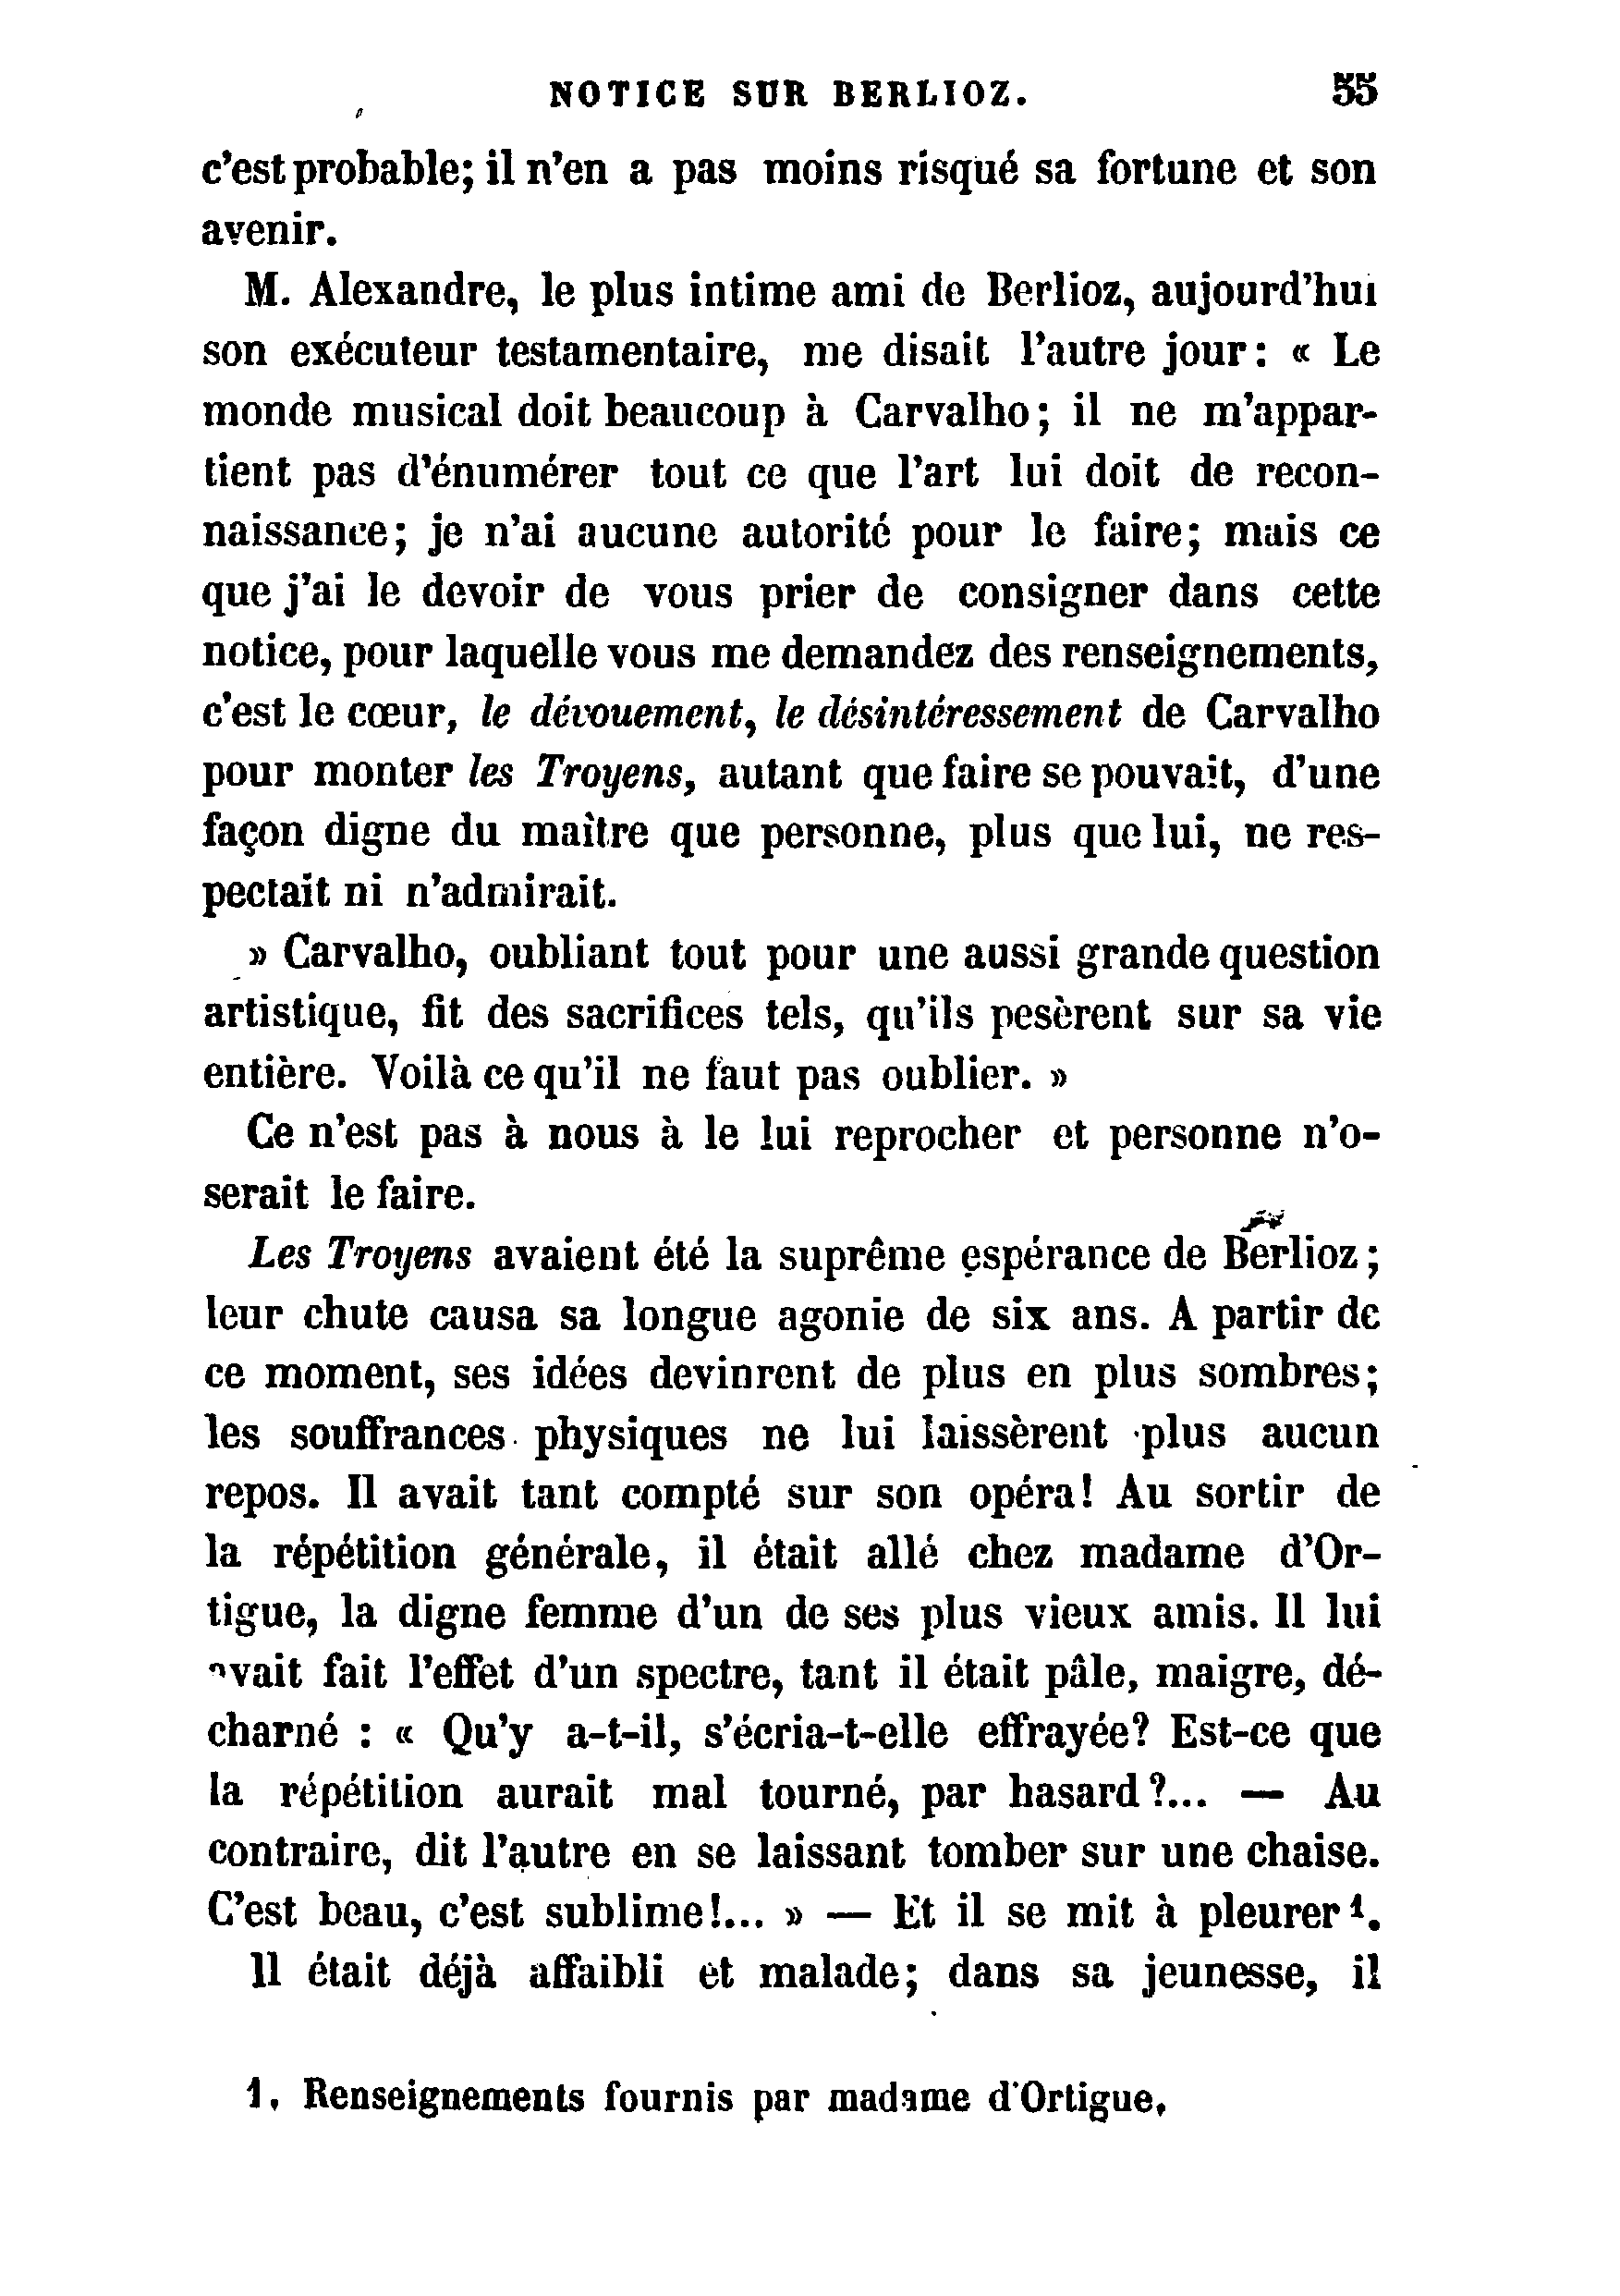 NOTICE SUR BERLIOZ. 55
c'est probable; il n'en a pas moins risqué sa fortune et son
avenir.
M. Alexandre, le plus intime ami de Berlioz, aujourd'hui
son exécuteur testamentaire, me disait l'autre jour: « Le
monde musical doit beaucoup à Carvalho; il ne m'appar-
tient pas d'énumérer tout ce que l'art lui doit de recon-
naissance; je n'ai aucune autorité pour le faire; mais ce
que j'ai le devoir de vous prier de consigner dans cette
notice, pour laquelle vous me demandez des renseignements,
c'est le cœur, le dévouement, le désintéressement de Carvalho
pour monter les Troyens, autant que faire se pouvait, d'une
façon digne du maître que personne, plus que lui, ne res-
pectait ni n'admirait.
» Carvalho, oubliant tout pour une aussi grande question
artistique, fit des sacrifices tels, qu'ils pesèrent sur sa vie
entière. Voilà ce qu'il ne faut pas oublier. »
Ce n'est pas à nous à le lui reprocher et personne n'o-
serait le faire.
Les Troyens avaient été la suprême espérance de Berlioz;
leur chute causa sa longue agonie de six ans. A partir de
ce moment, ses idées devinrent de plus en plus sombres;
les souffrances physiques ne lui laissèrent plus aucun
repos. Il avait tant compté sur son opéra! Au sortir de
la répétition générale, il était allé chez madame d'Or-
tigue, la digne femme d'un de ses plus vieux amis. Il lui
avait fait l'effet d'un spectre, tant il était pâle, maigre, dé-
charné : « Qu'y a-t-il, s'écria-t-elle effrayée? Est-ce que
la répétition aurait mal tourné, par hasard?... — Au
contraire, dit l'autre en se laissant tomber sur une chaise.
C'est beau, c'est sublime!... » — Et il se mit à pleurer 1.
Il était déjà affaibli et malade; dans sa jeunesse, il
1. Renseignements fournis par madame d'Ortigue.